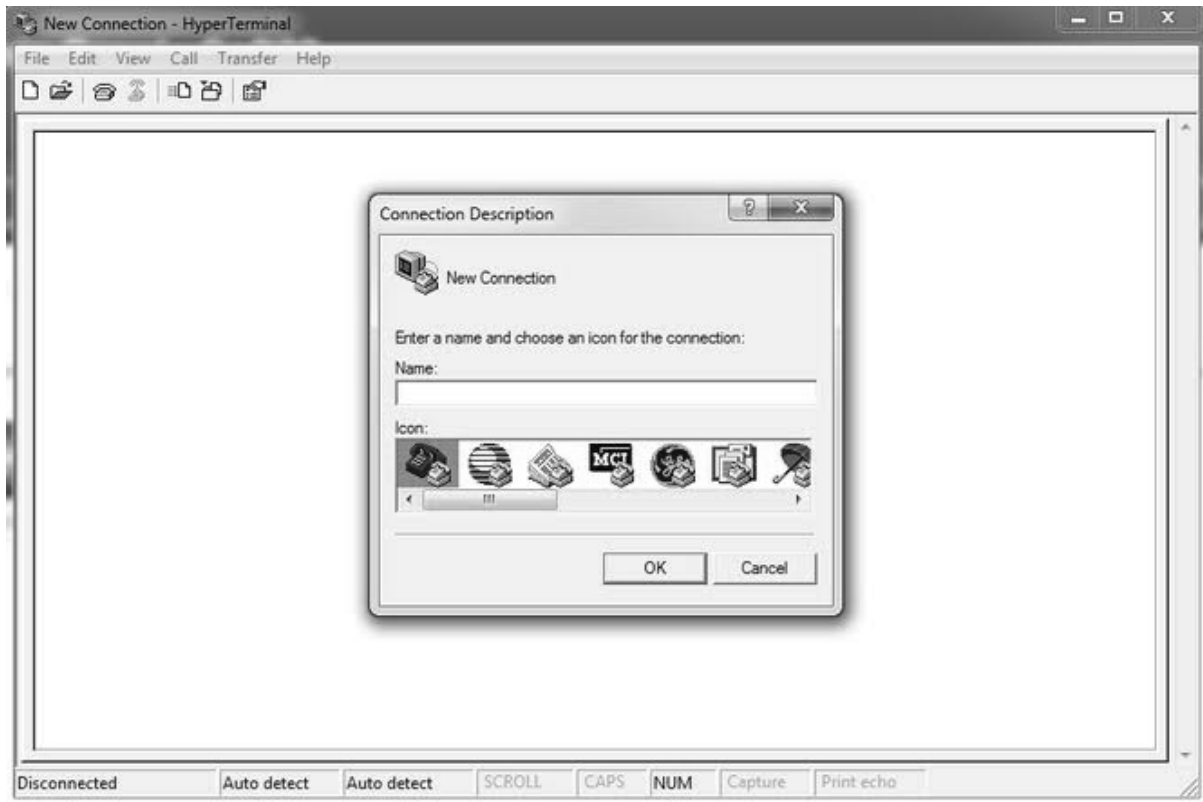 New Connection - HyperTerminal
File Edit View Call Transfer Help
Connection Description
New Connection
Enter a name and choose an icon for the connection:
Name:
Icon:
MCI
OK Cancel
Disconnected Auto detect Auto detect SCROLL CAPS NUM Capture Print echo